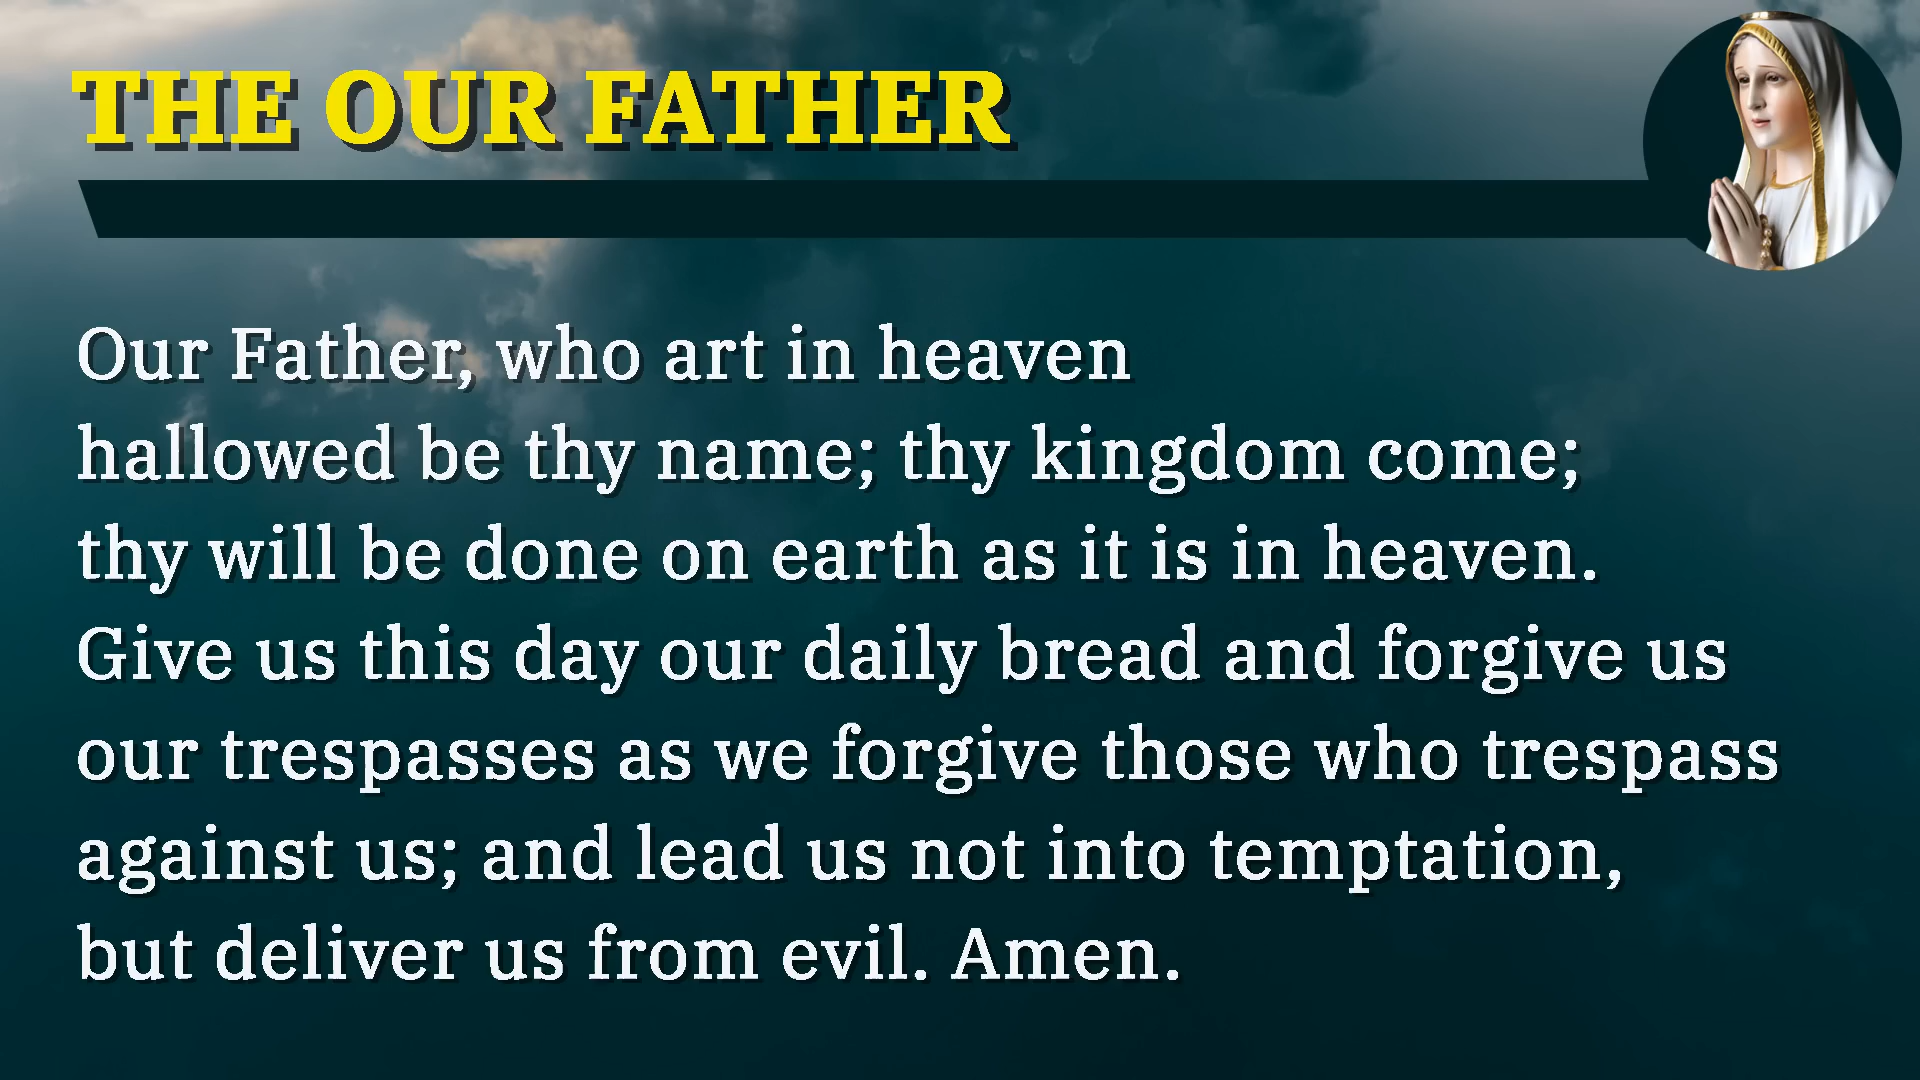 THE OUR FATHER
Our Father, who art in heaven
hallowed be thy name; thy kingdom come;
thy will be done on earth as it is in heaven.
Give us this day our daily bread and forgive us
our trespasses as we forgive those who trespass
against us; and lead us not into temptation,
but deliver us from evil. Amen.